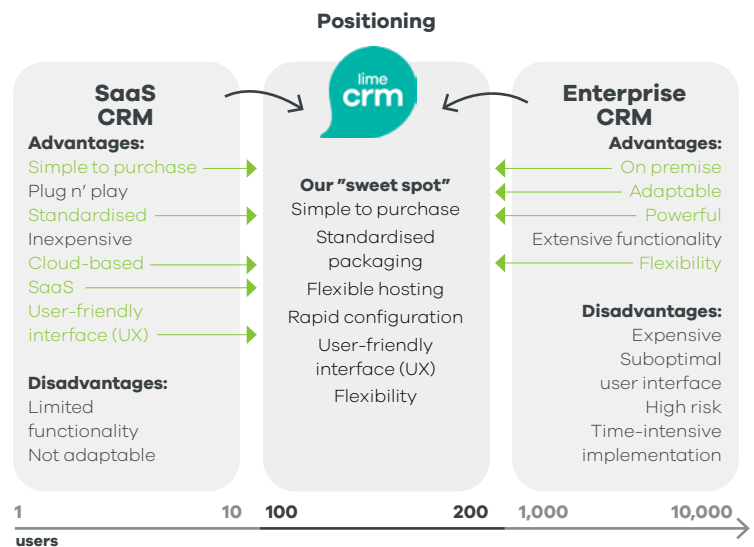 Positioning
SaaS
CRM
Advantages:
Simple to purchase
Plug n’ play
Standardised
Inexpensive
Cloud-based
SaaS
User-friendly
interface (UX)
Disadvantages:
Limited
functionality
Not adaptable
lime
crm
Our ”sweet spot”
Simple to purchase
Standardised
packaging
Flexible hosting
Rapid configuration
User-friendly
interface (UX)
Flexibility
Enterprise
CRM
Advantages:
On premise
Adaptable
Powerful
Extensive functionality
Flexibility
Disadvantages:
Expensive
Suboptimal
user interface
High risk
Time-intensive
implementation
1 10 100 200 1,000 10,000
users